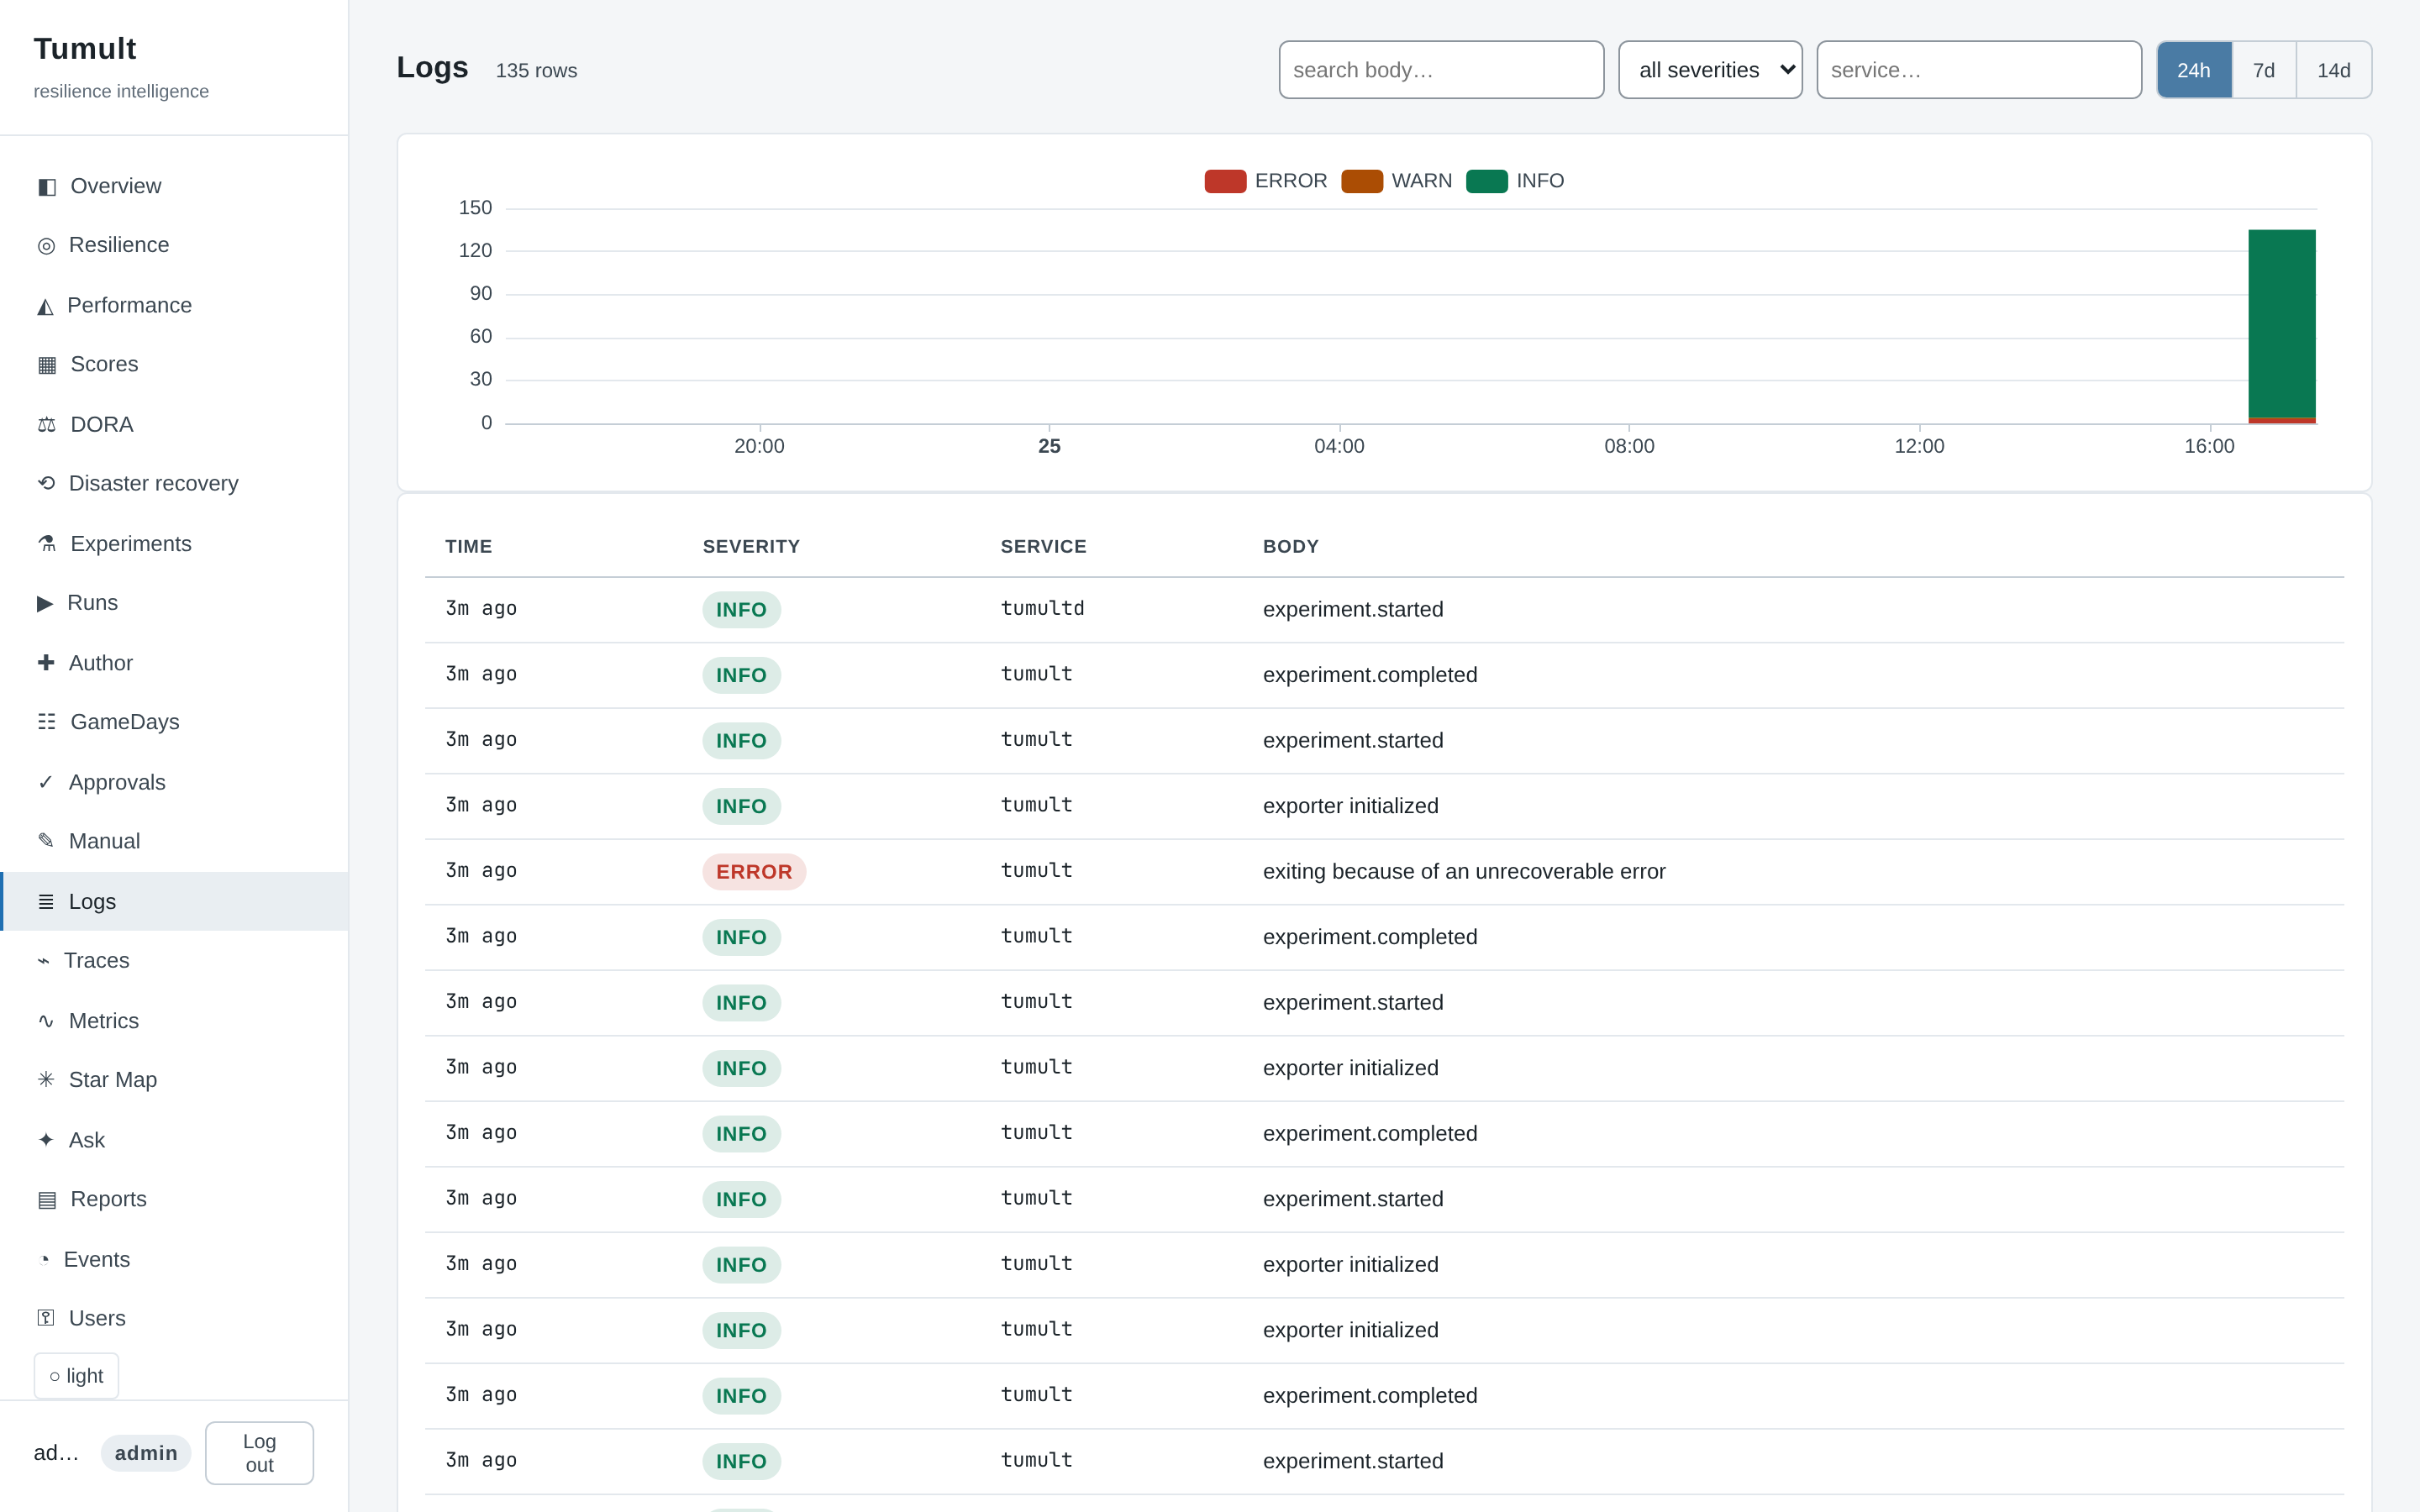 Tumult
resilience intelligence
Overview
Resilience
Performance
Scores
DORA
Disaster recovery
Experiments
Runs
Author
GameDays
Approvals
Manual
Logs
Traces
Metrics
Star Map
Ask
Reports
Events
Users
light
ad… admin Log out
Logs 135 rows search body… all severities service… 24h 7d 14d
ERROR WARN INFO
150
120
90
60
30
0
20:00 25 04:00 08:00 12:00 16:00
TIME SEVERITY SERVICE BODY
3m ago INFO tumultd experiment.started
3m ago INFO tumult experiment.completed
3m ago INFO tumult experiment.started
3m ago INFO tumult exporter initialized
3m ago ERROR tumult exiting because of an unrecoverable error
3m ago INFO tumult experiment.completed
3m ago INFO tumult experiment.started
3m ago INFO tumult exporter initialized
3m ago INFO tumult experiment.completed
3m ago INFO tumult experiment.started
3m ago INFO tumult exporter initialized
3m ago INFO tumult exporter initialized
3m ago INFO tumult experiment.completed
3m ago INFO tumult experiment.started